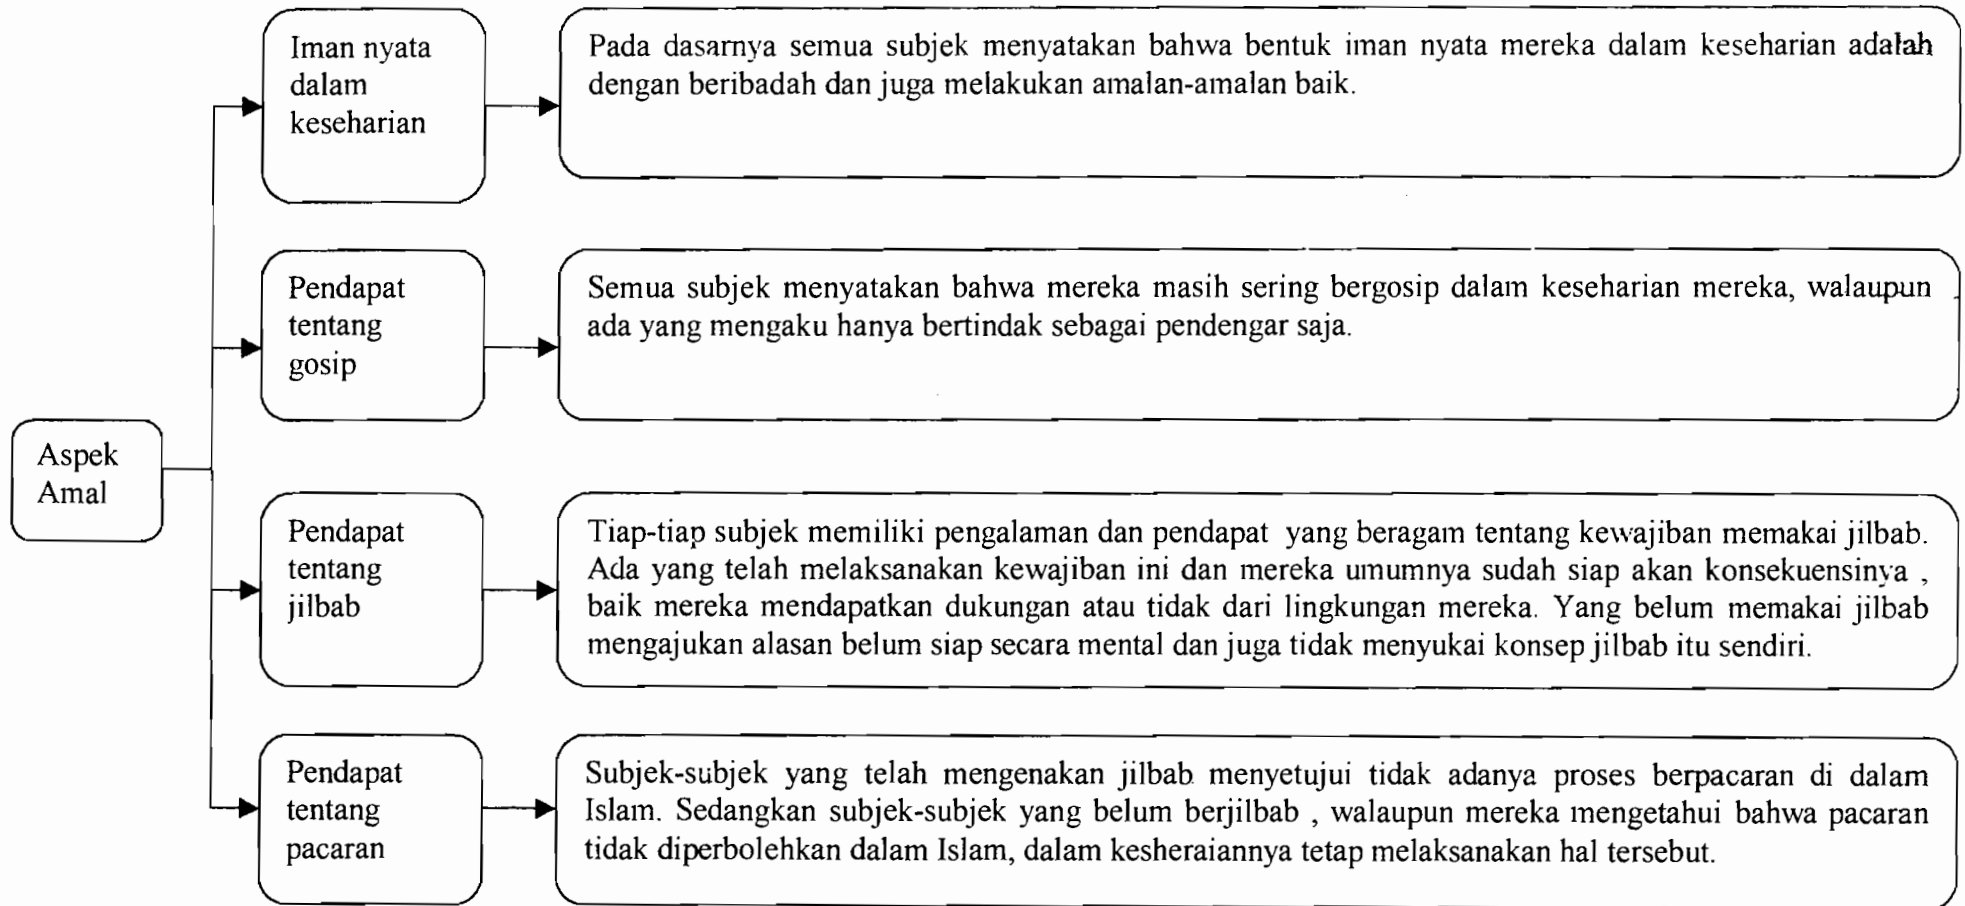 Iman nyata
dalam
keseharian
Pada dasarnya semua subjek menyatakan bahwa bentuk iman nyata mereka dalam keseharian adalah
dengan beribadah dan juga melakukan amalan-amalan baik.
Pendapat
tentang
gosip
Semua subjek menyatakan bahwa mereka masih sering bergosip dalam keseharian mereka, walaupun
ada yang mengaku hanya bertindak sebagai pendengar saja.
Aspek
Amal
Pendapat
tentang
jilbab
Tiap-tiap subjek memiliki pengalaman dan pendapat yang beragam tentang kewajiban memakai jilbab.
Ada yang telah melaksanakan kewajiban ini dan mereka umumnya sudah siap akan konsekuensinya ,
baik mereka mendapatkan dukungan atau tidak dari lingkungan mereka. Yang belum memakai jilbab
mengajukan alasan belum siap secara mental dan juga tidak menyukai konsep jilbab itu sendiri.
Pendapat
tentang
pacaran
Subjek-subjek yang telah mengenakan jilbab menyetujui tidak adanya proses berpacaran di dalam
Islam. Sedangkan subjek-subjek yang belum berjilbab , walaupun mereka mengetahui bahwa pacaran
tidak diperbolehkan dalam Islam, dalam kesheraiannya tetap melaksanakan hal tersebut.